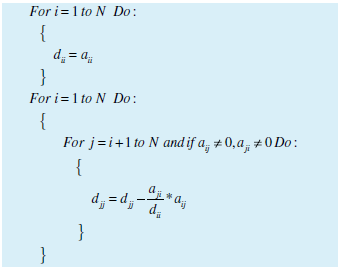 For i = 1 to N Do :
{
d_ii = a_ii
}
For i = 1 to N Do :
{
For j = i + 1 to N and if a_ij ≠ 0, a_ji ≠ 0 Do :
{
d_jj = d_jj − a_ji / d_ii * a_ij
}
}